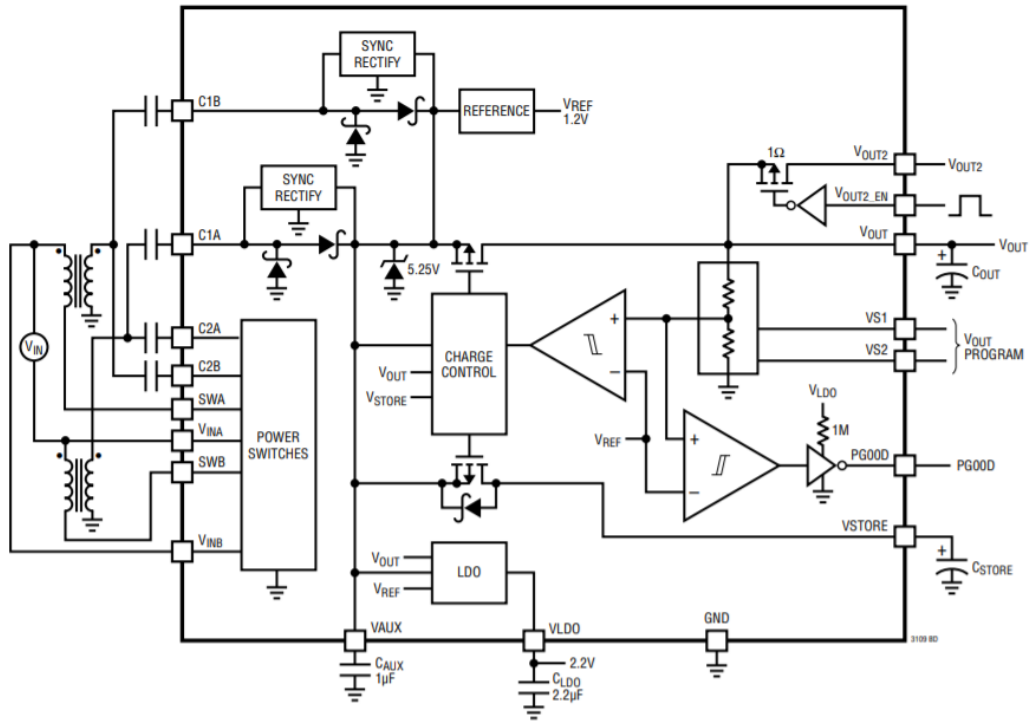 SYNC
RECTIFY
C1B
REFERENCE
VREF
1.2V
1Ω
VOUT2
VOUT2
SYNC
RECTIFY
VOUT2_EN
C1A
VOUT
VOUT
5.25V
+
COUT
VIN
C2A
C2B
SWA
VINA
SWB
VINB
POWER
SWITCHES
CHARGE
CONTROL
VOUT
VSTORE
+
−
VREF
VS1
VS2
VOUT
PROGRAM
VLDO
1M
+
−
PGOOD
PGOOD
VSTORE
+
CSTORE
VOUT
VREF
LDO
VAUX
VLDO
GND
3109 BD
CAUX
1µF
2.2V
CLDO
2.2µF